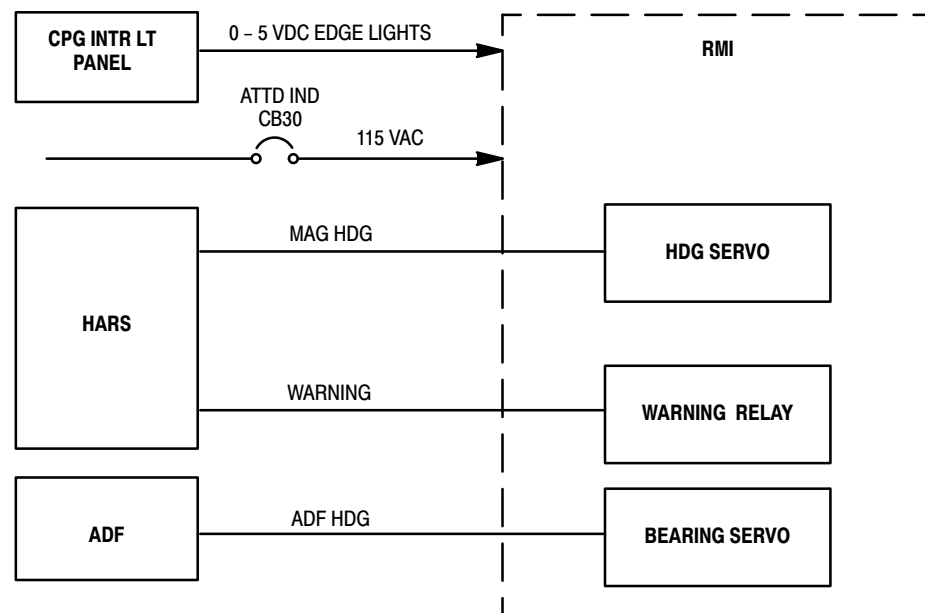 CPG INTR LT
PANEL
0 – 5 VDC EDGE LIGHTS
RMI
ATTD IND
CB30
115 VAC
HARS
MAG HDG
HDG SERVO
WARNING
WARNING RELAY
ADF
ADF HDG
BEARING SERVO